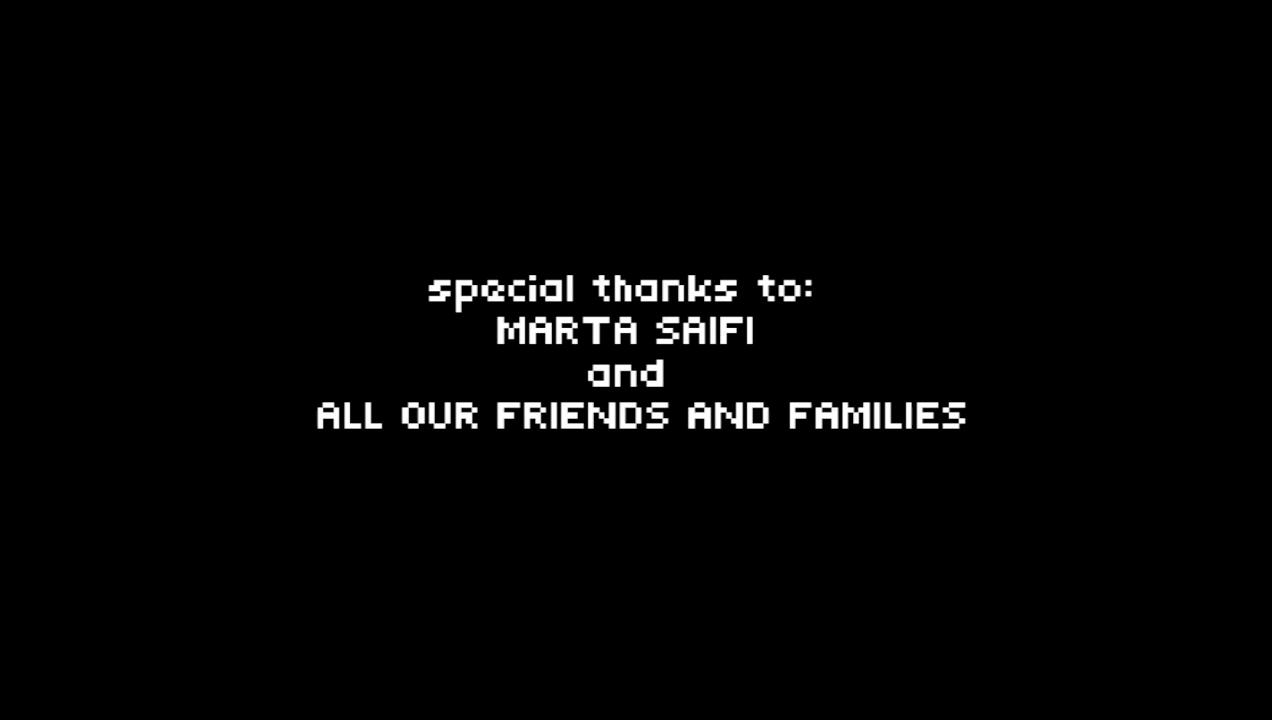 special thanks to:
MARTA SAIFI
and
ALL OUR FRIENDS AND FAMILIES